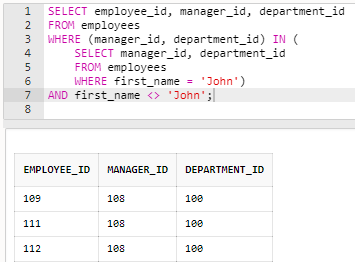 1 SELECT employee_id, manager_id, department_id
2 FROM employees
3 WHERE (manager_id, department_id) IN (
4 SELECT manager_id, department_id
5 FROM employees
6 WHERE first_name = 'John')
7 AND first_name <> 'John';
8
EMPLOYEE_ID MANAGER_ID DEPARTMENT_ID
109 108 100
111 108 100
112 108 100